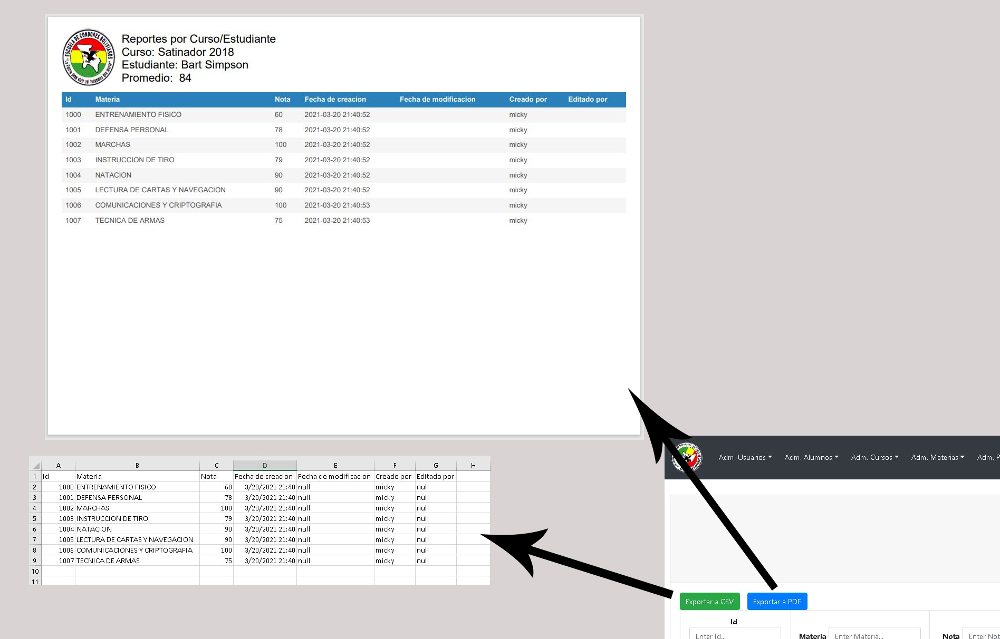 ESCUELA DE CONDORES BOLIVIANOS
Reportes por Curso/Estudiante
Curso: Satinador 2018
Estudiante: Bart Simpson
Promedio: 84
Id Materia Nota Fecha de creacion Fecha de modificacion Creado por Editado por
1000 ENTRENAMIENTO FISICO 60 2021-03-20 21:40:52 micky
1001 DEFENSA PERSONAL 78 2021-03-20 21:40:52 micky
1002 MARCHAS 100 2021-03-20 21:40:52 micky
1003 INSTRUCCION DE TIRO 79 2021-03-20 21:40:52 micky
1004 NATACION 90 2021-03-20 21:40:52 micky
1005 LECTURA DE CARTAS Y NAVEGACION 90 2021-03-20 21:40:52 micky
1006 COMUNICACIONES Y CRIPTOGRAFIA 100 2021-03-20 21:40:53 micky
1007 TECNICA DE ARMAS 75 2021-03-20 21:40:53 micky
A B C D E F G H
1 Id Materia Nota Fecha de creacion Fecha de modificacion Creado por Editado por
2 1000 ENTRENAMIENTO FISICO 60 3/20/2021 21:40 null micky null
3 1001 DEFENSA PERSONAL 78 3/20/2021 21:40 null micky null
4 1002 MARCHAS 100 3/20/2021 21:40 null micky null
5 1003 INSTRUCCION DE TIRO 79 3/20/2021 21:40 null micky null
6 1004 NATACION 90 3/20/2021 21:40 null micky null
7 1005 LECTURA DE CARTAS Y NAVEGACION 90 3/20/2021 21:40 null micky null
8 1006 COMUNICACIONES Y CRIPTOGRAFIA 100 3/20/2021 21:40 null micky null
9 1007 TECNICA DE ARMAS 75 3/20/2021 21:40 null micky null
10
11
Adm. Usuarios Adm. Alumnos Adm. Cursos Adm. Materias Adm. P
Exportar a CSV Exportar a PDF
Id
Enter Id...
Materia Enter Materia...
Nota Enter Not